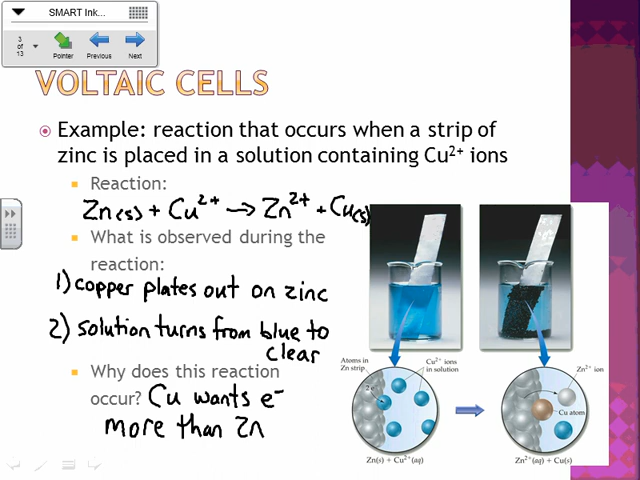 SMART Ink...
3
of
13
Pointer
Previous
Next
VOLTAIC CELLS
Example: reaction that occurs when a strip of
zinc is placed in a solution containing Cu²⁺ ions
Reaction:
Zn(s) + Cu²⁺ → Zn²⁺ + Cu(s)
What is observed during the
reaction:
1) copper plates out on zinc
2) solution turns from blue to
clear
Why does this reaction
occur? Cu wants e⁻
more than Zn
Atoms in
Zn strip
Cu²⁺ ions
in solution
2 e⁻
Zn(s) + Cu²⁺(aq)
Zn²⁺ ion
Cu atom
Zn²⁺(aq) + Cu(s)